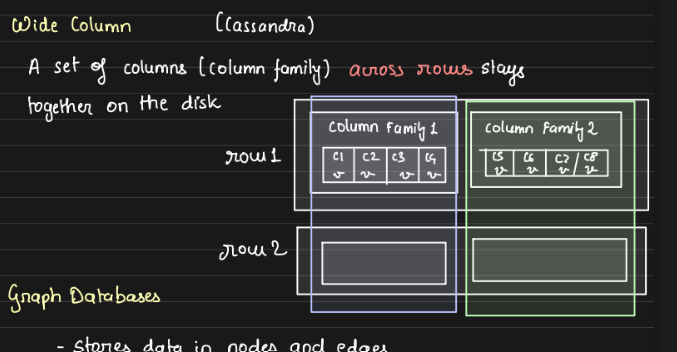 Wide Column (Cassandra)
A set of columns (column family) across rows stays
together on the disk
Column Family 1 Column Family 2
row 1
C1 C2 C3 C4 C5 C6 C7 C8
v v v v v v v v
row 2
Graph Databases
- Stores data in nodes and edges